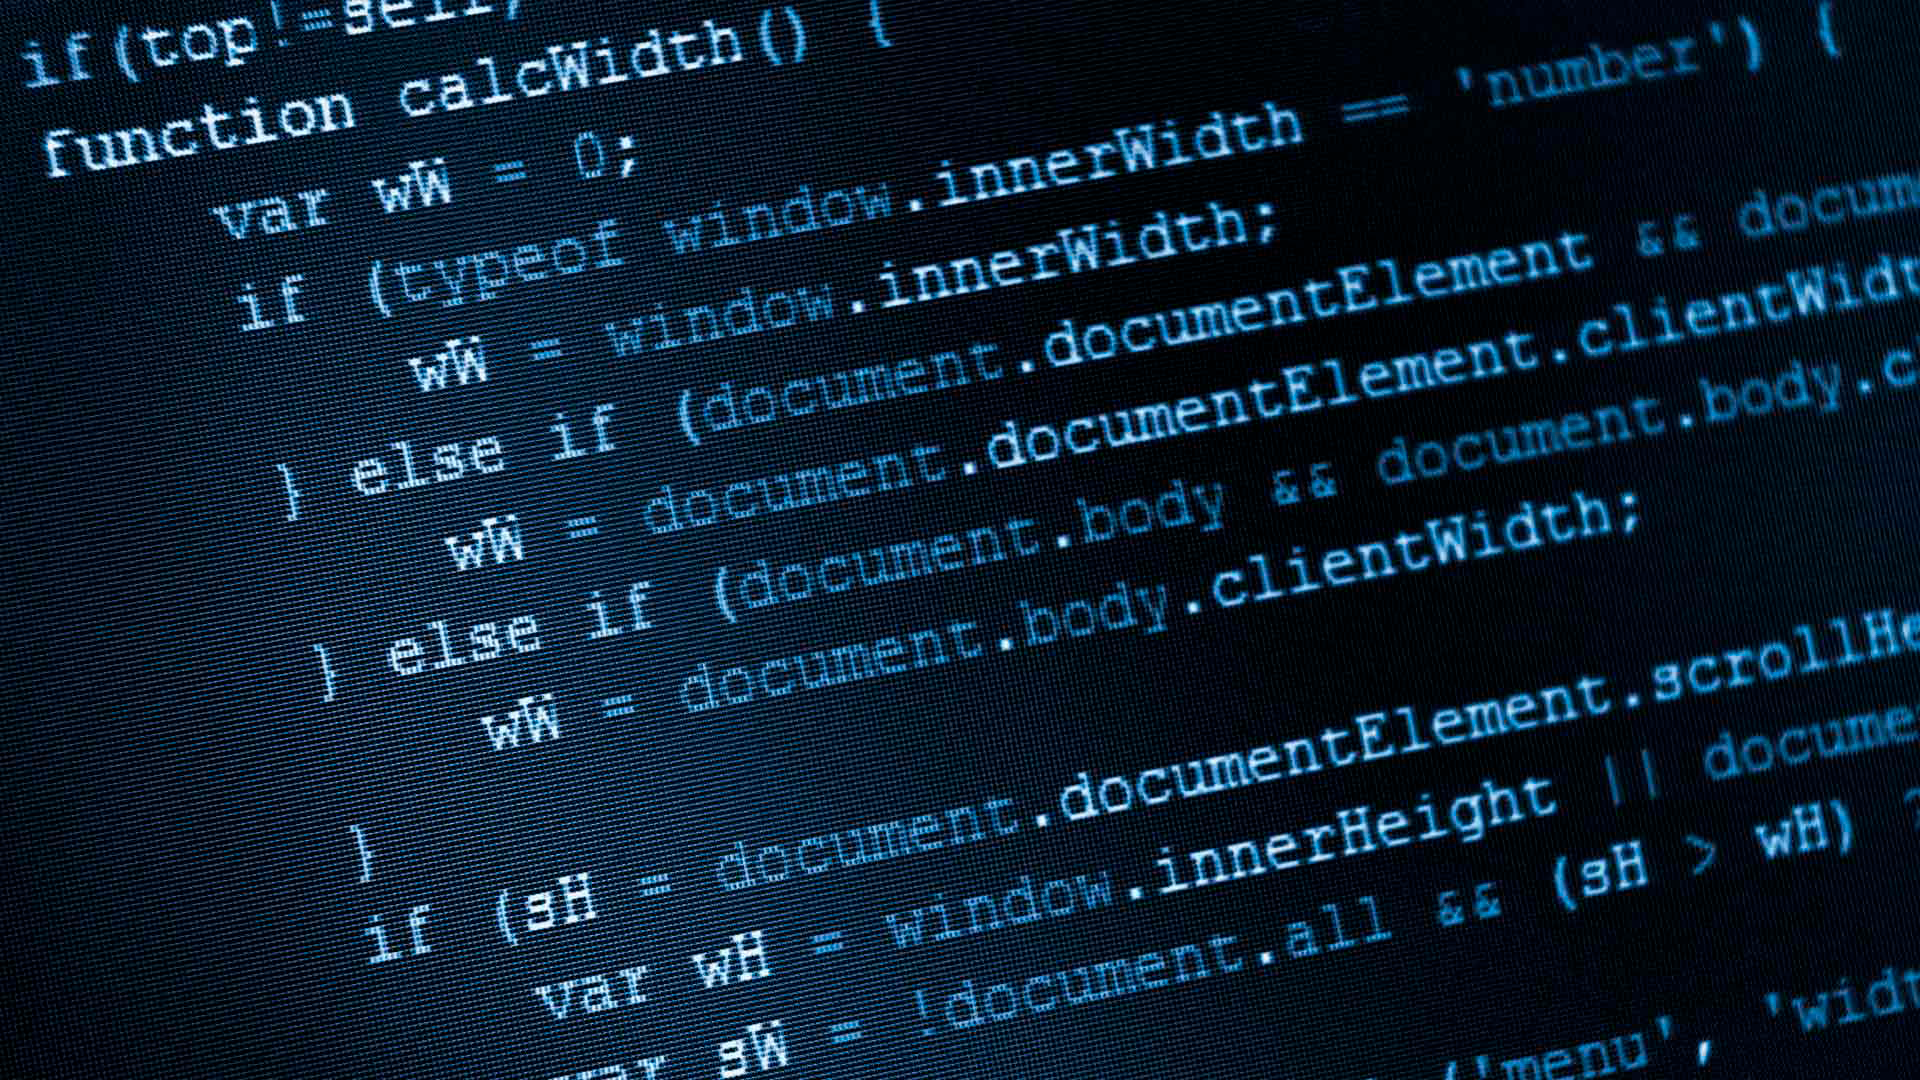 if(top!=self)
function calcWidth() {
var wW = 0;
if (typeof window.innerWidth == 'number') {
wW = window.innerWidth;
} else if (document.documentElement && docum
wW = document.documentElement.clientWidt
} else if (document.body && document.body.c
wW = document.body.clientWidth;
}
if (sH = document.documentElement.scrollHe
var wH = window.innerHeight || docume
var sW = !document.all && (sH > wH) ?
('menu', 'widt